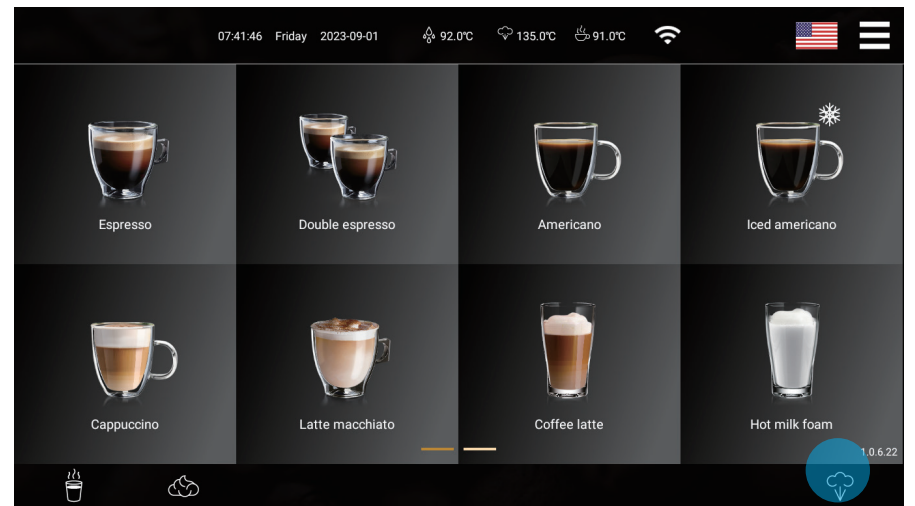 07:41:46 Friday 2023-09-01 92.0℃ 135.0℃ 91.0℃
Espresso Double espresso Americano Iced americano
Cappuccino Latte macchiato Coffee latte Hot milk foam
1.0.6.22